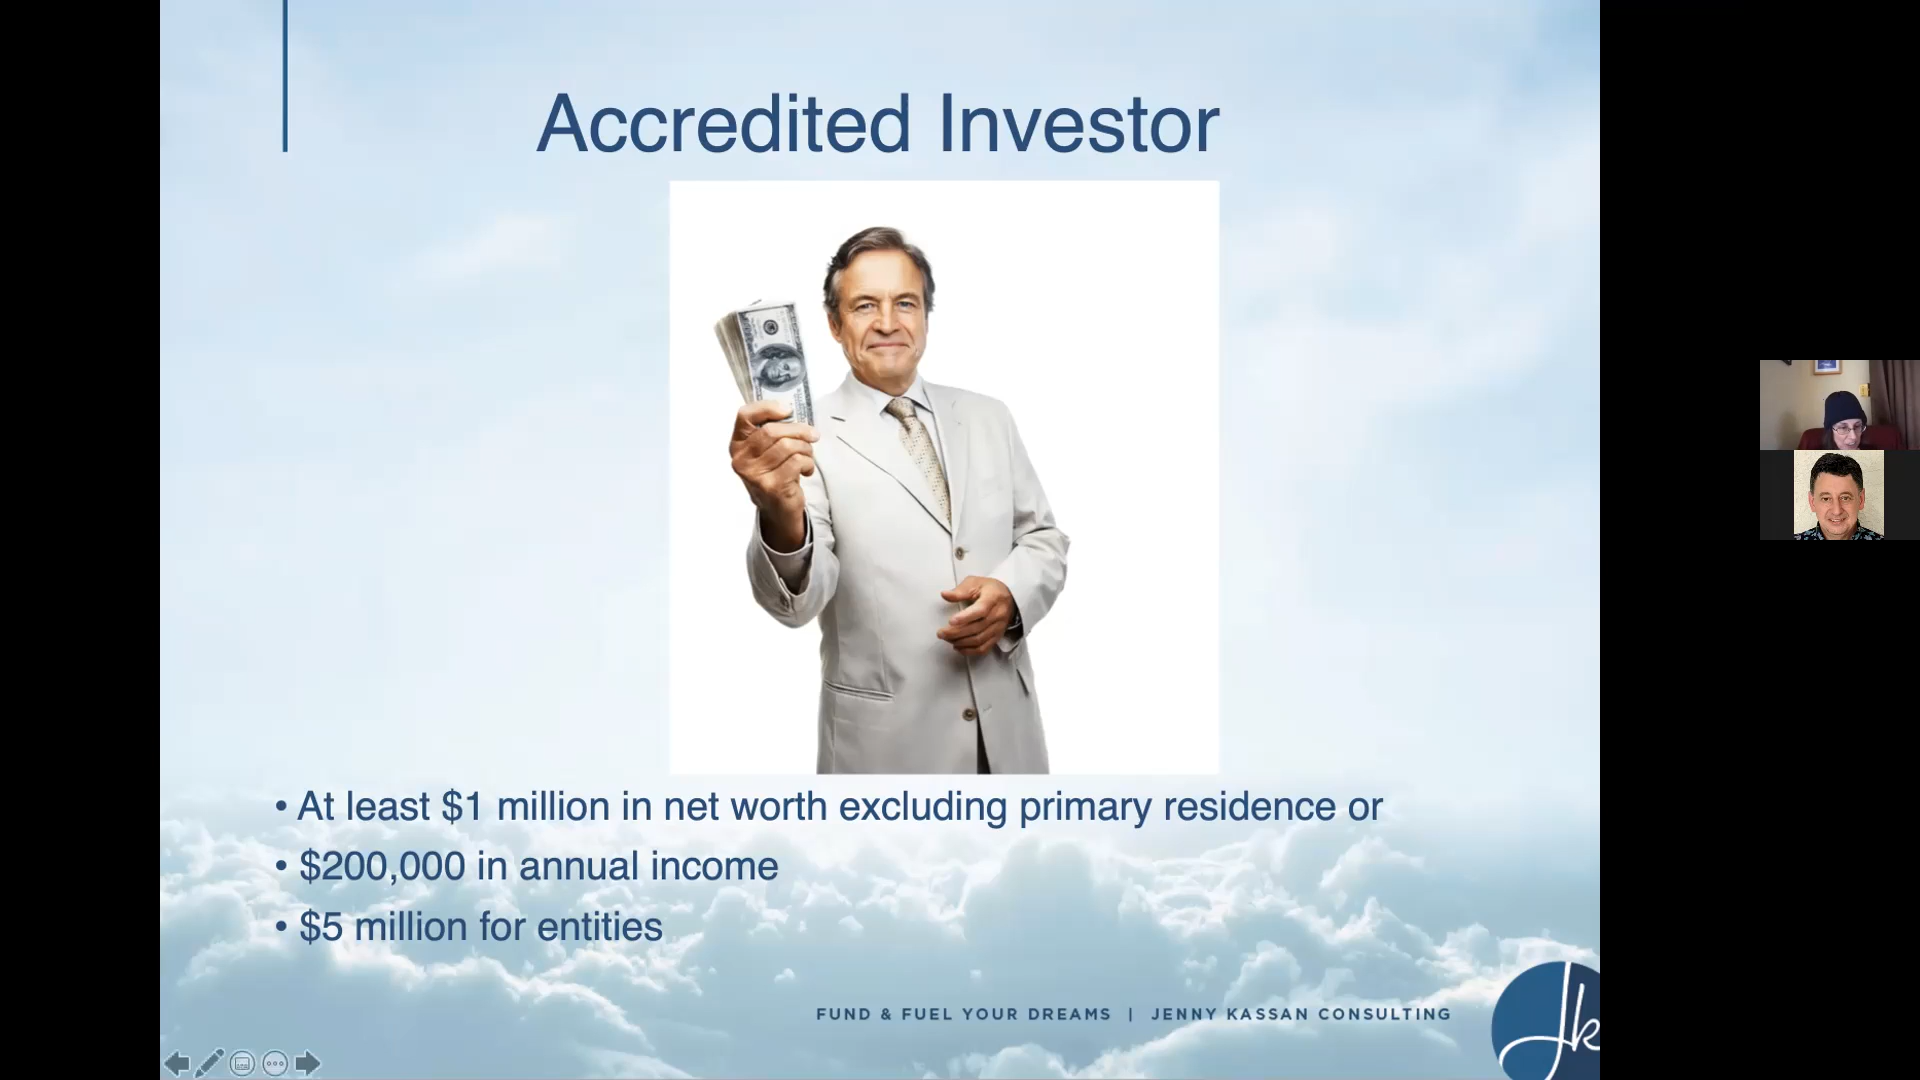 Accredited Investor
• At least $1 million in net worth excluding primary residence or
• $200,000 in annual income
• $5 million for entities
FUND & FUEL YOUR DREAMS | JENNY KASSAN CONSULTING
jk